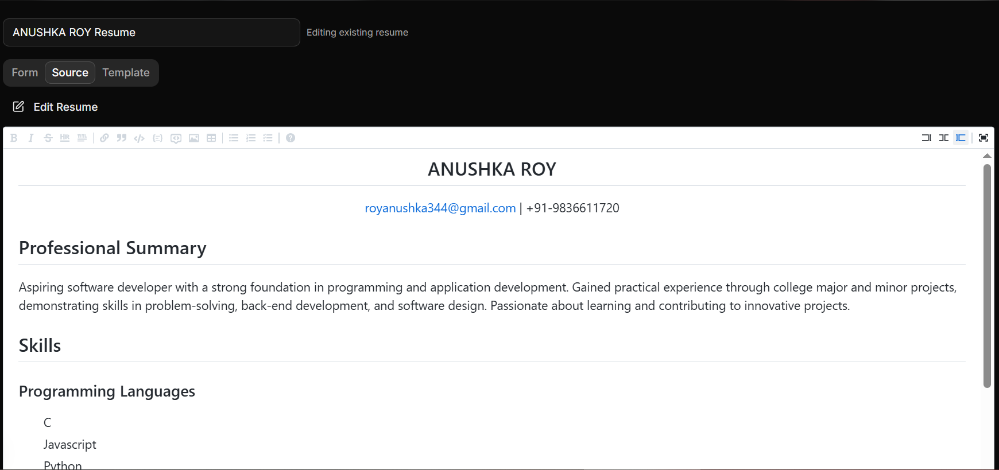 ANUSHKA ROY Resume
Editing existing resume
Form Source Template
Edit Resume
B I S HR TITL
ANUSHKA ROY
royanushka344@gmail.com | +91-9836611720
Professional Summary
Aspiring software developer with a strong foundation in programming and application development. Gained practical experience through college major and minor projects,
demonstrating skills in problem-solving, back-end development, and software design. Passionate about learning and contributing to innovative projects.
Skills
Programming Languages
C
Javascript
Python